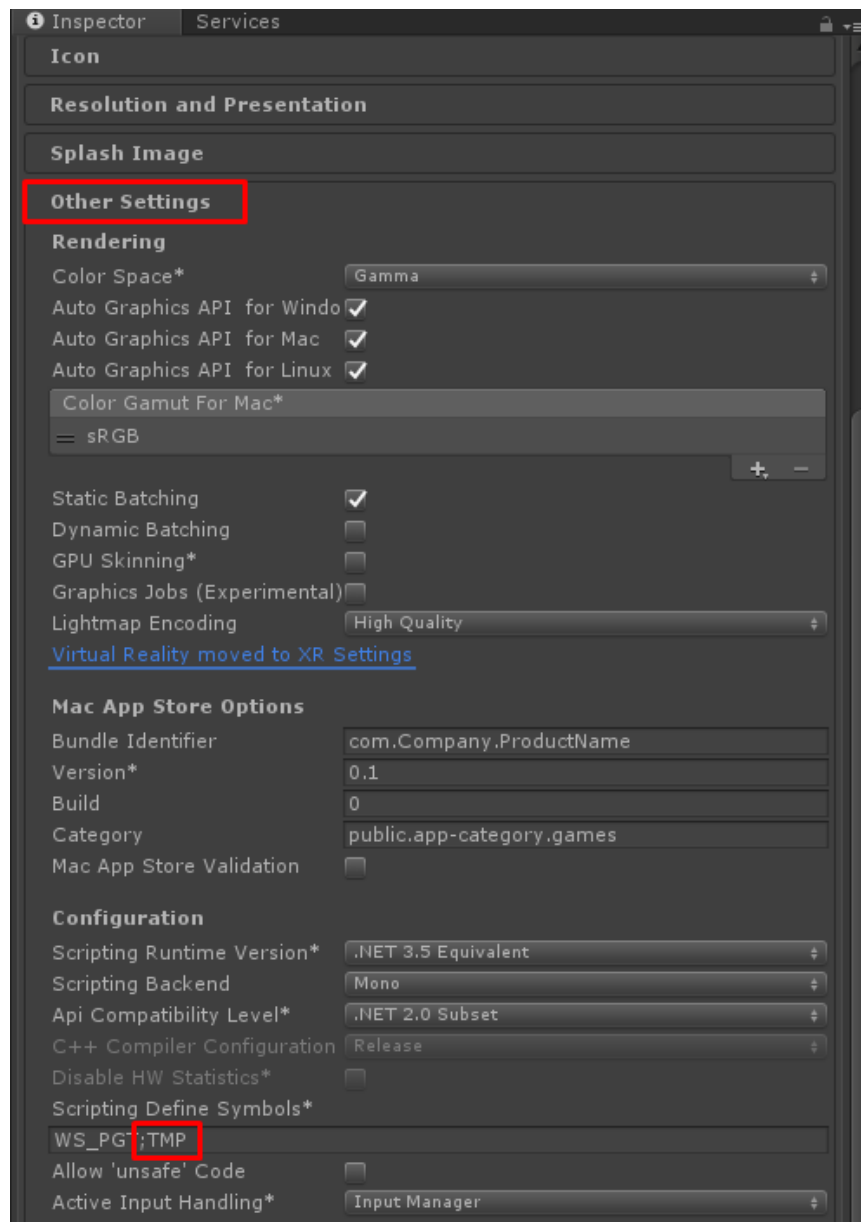 Inspector Services
Icon
Resolution and Presentation
Splash Image
Other Settings
Rendering
Color Space* Gamma
Auto Graphics API for Windo
Auto Graphics API for Mac
Auto Graphics API for Linux
Color Gamut For Mac*
sRGB
Static Batching
Dynamic Batching
GPU Skinning*
Graphics Jobs (Experimental)
Lightmap Encoding High Quality
Virtual Reality moved to XR Settings
Mac App Store Options
Bundle Identifier com.Company.ProductName
Version* 0.1
Build 0
Category public.app-category.games
Mac App Store Validation
Configuration
Scripting Runtime Version* .NET 3.5 Equivalent
Scripting Backend Mono
Api Compatibility Level* .NET 2.0 Subset
C++ Compiler Configuration Release
Disable HW Statistics*
Scripting Define Symbols*
WS_PGT;TMP
Allow 'unsafe' Code
Active Input Handling* Input Manager